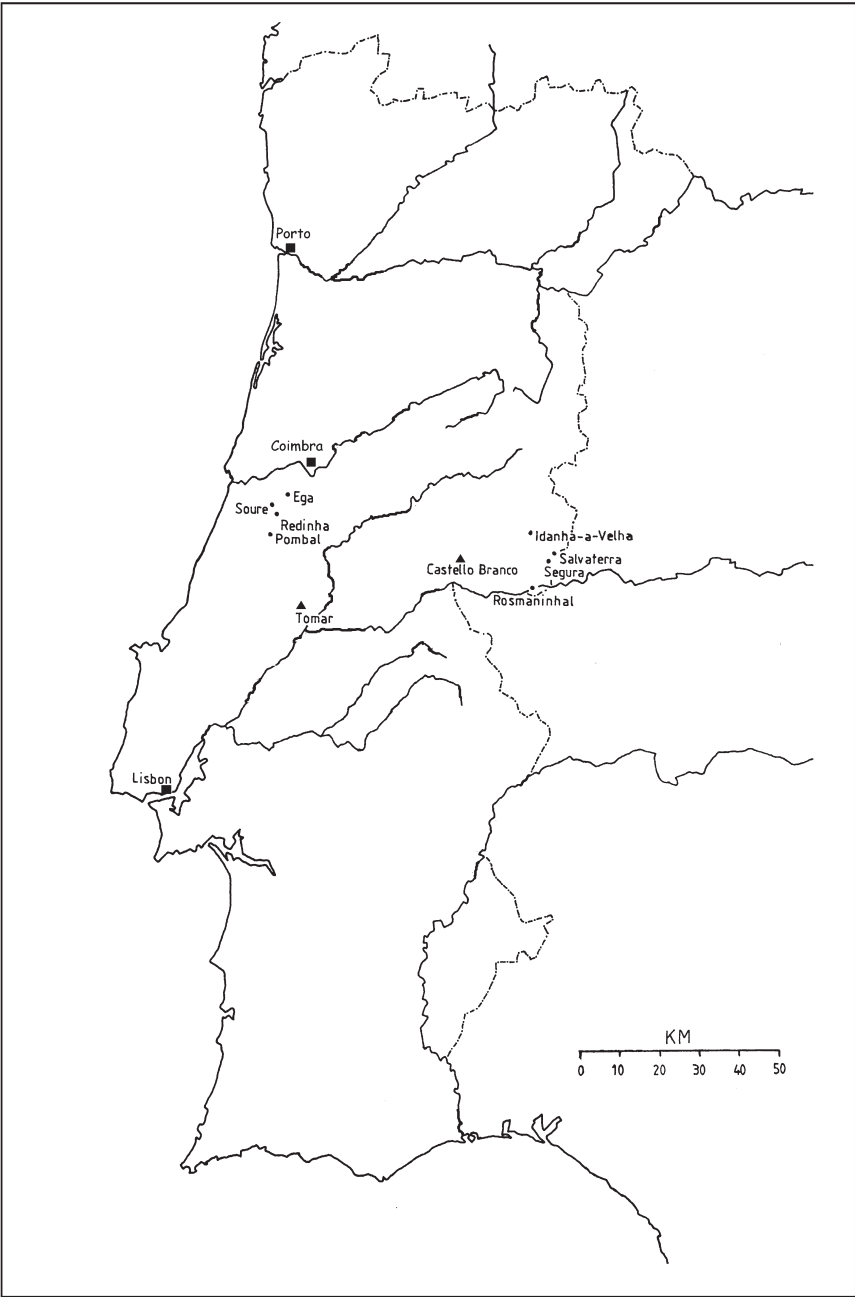 Porto
Coimbra
Ega
Soure
Redinha
Pombal
Idanha-a-Velha
Salvaterra
Castello Branco
Segura
Rosmaninhal
Tomar
Lisbon
KM
0 10 20 30 40 50